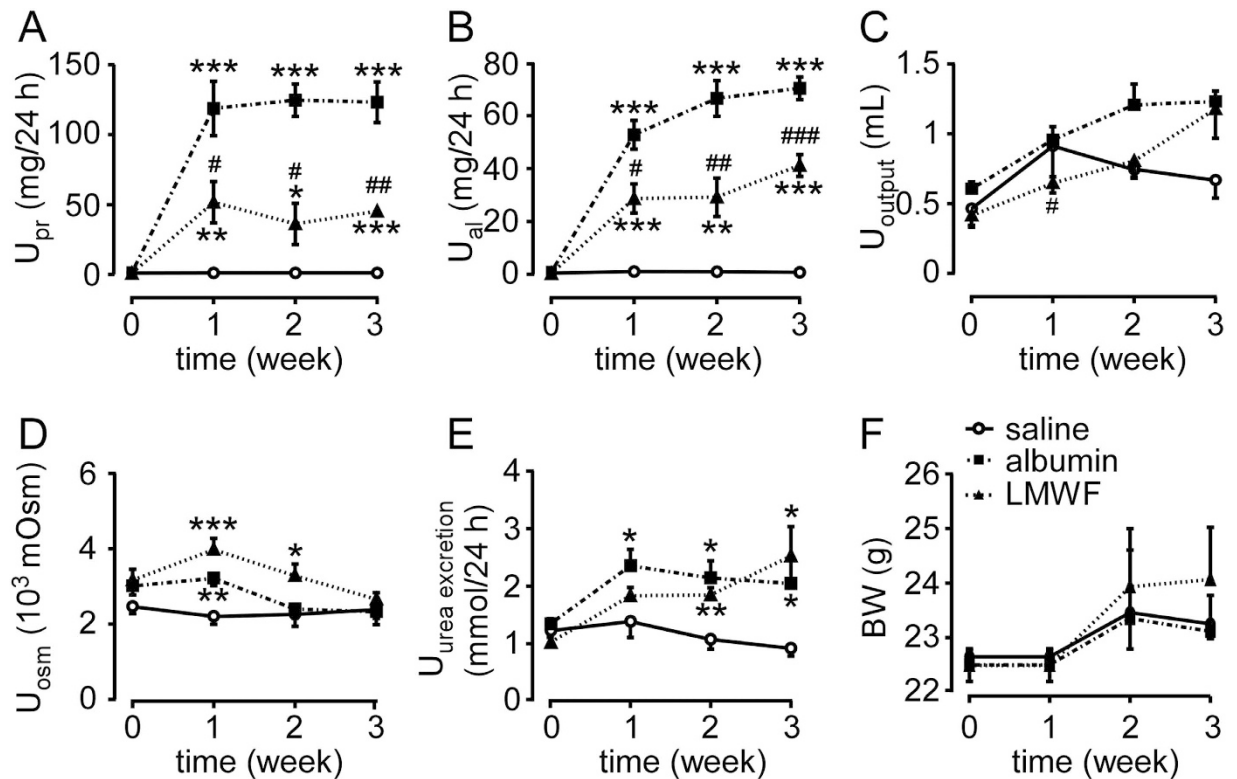 A
U_pr (mg/24 h)
150
100
50
0
***
***
***
#
#
*
##
**
***
0 1 2 3
time (week)
B
U_al (mg/24 h)
80
60
40
20
0
***
***
***
#
##
###
***
**
***
0 1 2 3
time (week)
C
U_output (mL)
1.5
1
0.5
0
#
0 1 2 3
time (week)
D
U_osm (10³ mOsm)
6
4
2
0
***
*
**
0 1 2 3
time (week)
E
U_urea excretion
(mmol/24 h)
4
3
2
1
0
*
*
*
**
*
0 1 2 3
time (week)
F
saline
albumin
LMWF
BW (g)
26
25
24
23
22
0 1 2 3
time (week)